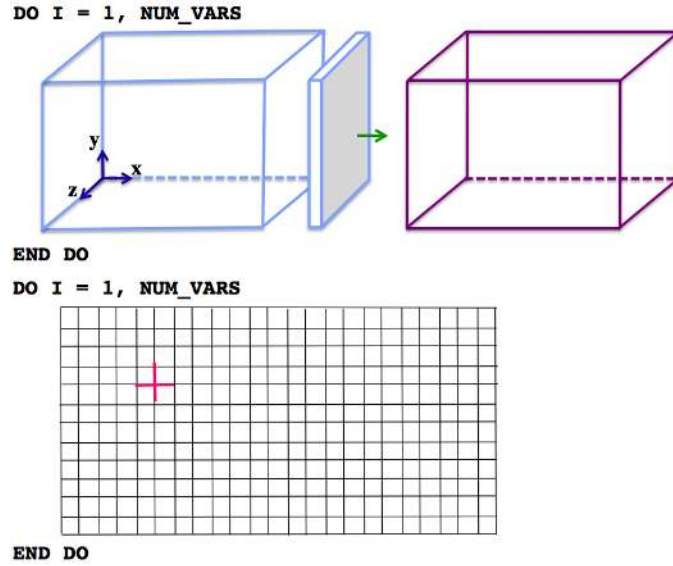 DO I = 1, NUM_VARS
y
x
z
END DO
DO I = 1, NUM_VARS
END DO